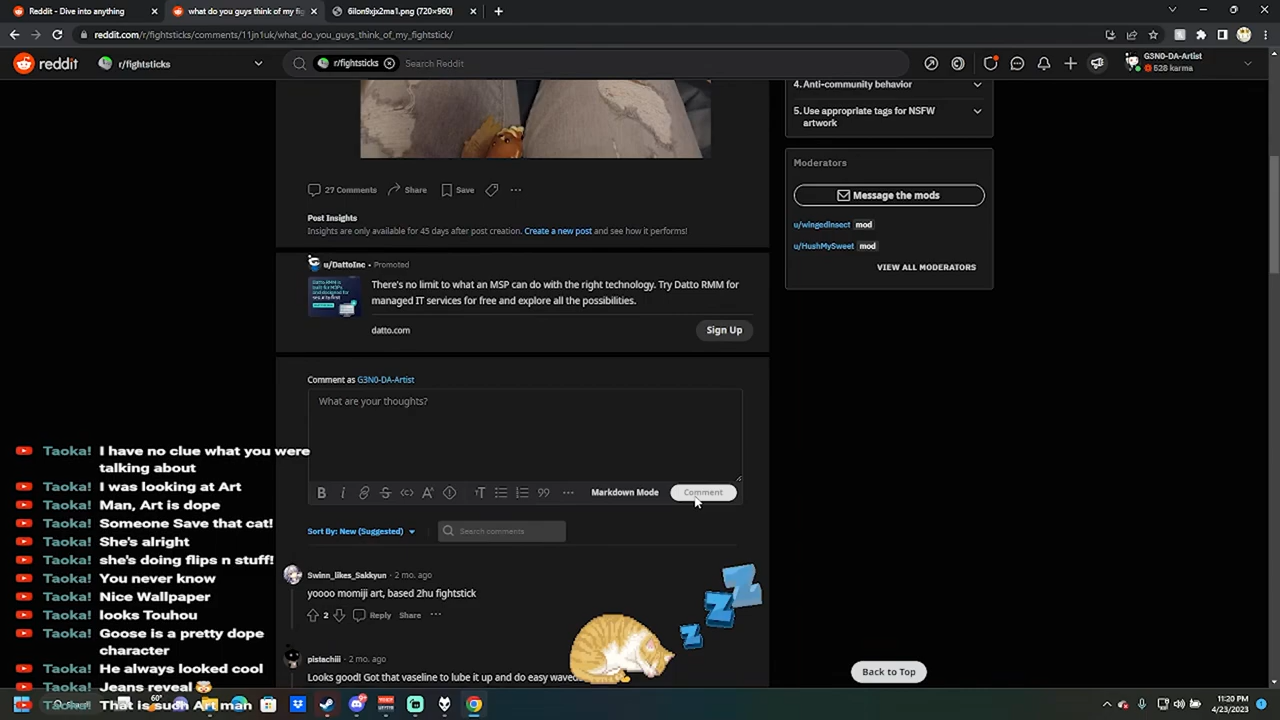 Reddit - Dive into anything
what do you guys think of my fig
6ilon9xjx2ma1.png (720×960)
reddit.com/r/fightsticks/comments/11jn1uk/what_do_you_guys_think_of_my_fightstick/
reddit
r/fightsticks
r/fightsticks
Search Reddit
G3N0-DA-Artist
528 karma
4. Anti-community behavior
5. Use appropriate tags for NSFW
artwork
Moderators
Message the mods
u/wingedinsect mod
u/HushMySweet mod
VIEW ALL MODERATORS
27 Comments
Share
Save
Post Insights
Insights are only available for 45 days after post creation. Create a new post and see how it performs!
u/DattoInc • Promoted
There's no limit to what an MSP can do with the right technology. Try Datto RMM for
managed IT services for free and explore all the possibilities.
datto.com
Sign Up
Comment as G3N0-DA-Artist
What are your thoughts?
Markdown Mode
Comment
Sort By: New (Suggested)
Search comments
Swinn_likes_Sakkyun · 2 mo. ago
yoooo momiji art, based 2hu fightstick
2
Reply
Share
pistachiii · 2 mo. ago
Looks good! Got that vaseline to lube it up and do easy waved
Z
Z
Z
Back to Top
Taoka! I have no clue what you were
talking about
Taoka! I was looking at Art
Taoka! Man, Art is dope
Taoka! Someone Save that cat!
Taoka! She's alright
Taoka! she's doing flips n stuff!
Taoka! You never know
Taoka! Nice Wallpaper
Taoka! looks Touhou
Taoka! Goose is a pretty dope
character
Taoka! He always looked cool
Taoka! Jeans reveal 🤯
Taoka! That is such Art man
60°
11:20 PM
4/23/2023